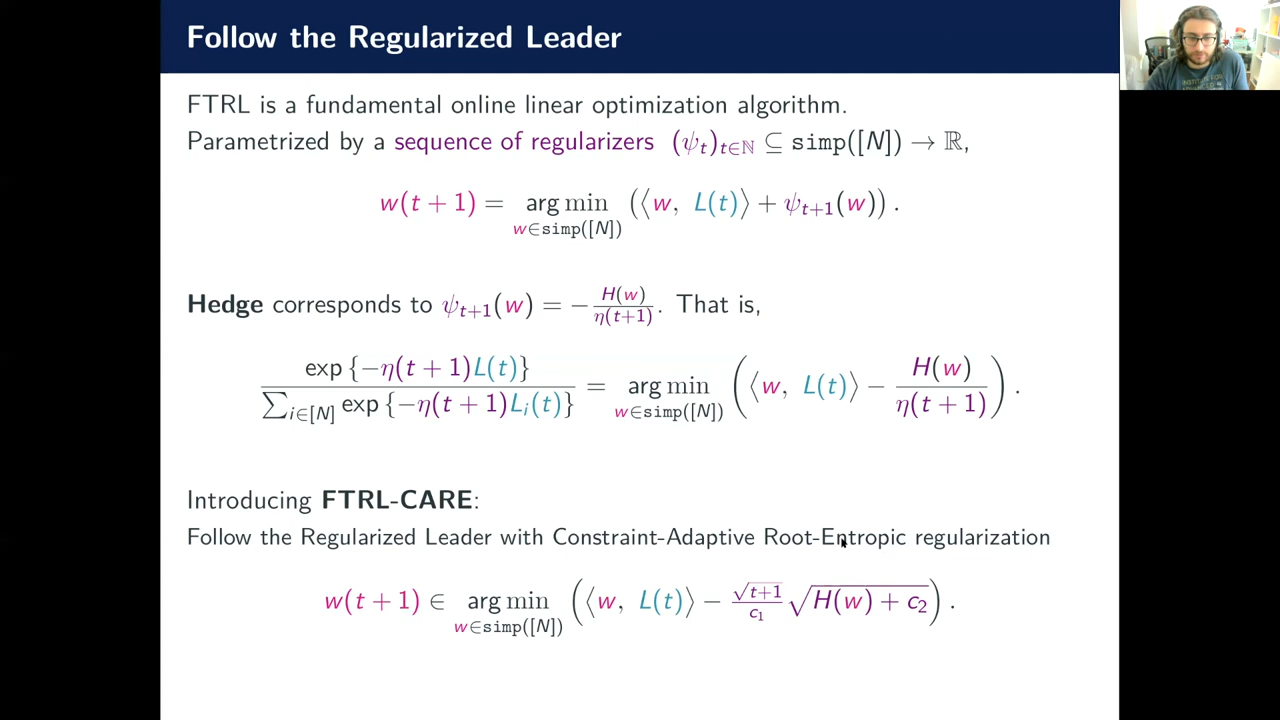 Follow the Regularized Leader
FTRL is a fundamental online linear optimization algorithm.
Parametrized by a sequence of regularizers (ψ_t)_{t∈ℕ} ⊆ simp([N]) → ℝ,
w(t + 1) = arg min_{w∈simp([N])} (⟨w, L(t)⟩ + ψ_{t+1}(w)).
Hedge corresponds to ψ_{t+1}(w) = − H(w)/η(t+1). That is,
exp {−η(t + 1)L(t)} / ∑_{i∈[N]} exp {−η(t + 1)L_i(t)} = arg min_{w∈simp([N])} (⟨w, L(t)⟩ − H(w)/η(t + 1)).
Introducing FTRL-CARE:
Follow the Regularized Leader with Constraint-Adaptive Root-Entropic regularization
w(t + 1) ∈ arg min_{w∈simp([N])} (⟨w, L(t)⟩ − √(t+1)/c₁ √(H(w) + c₂)).